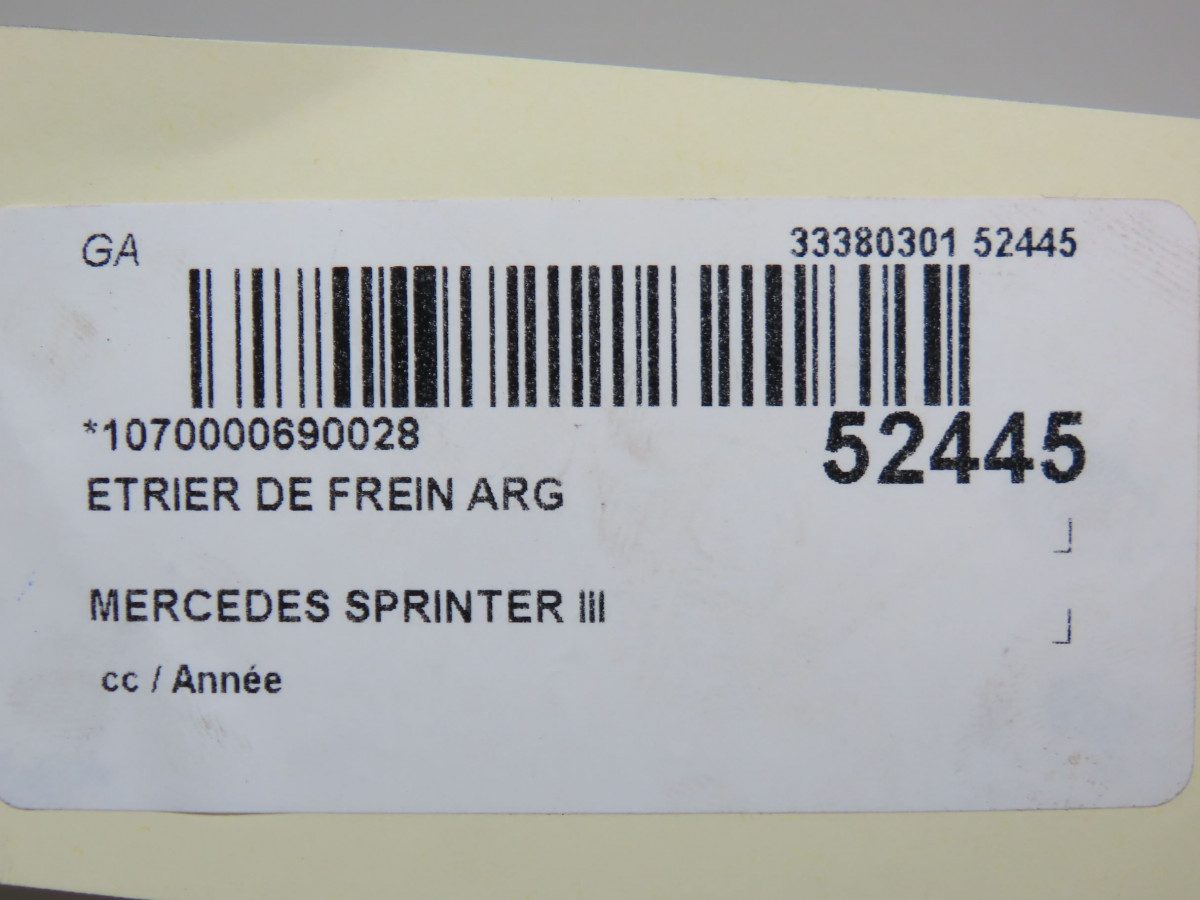 GA
33380301 52445
*1070000690028
52445
ETRIER DE FREIN ARG
MERCEDES SPRINTER III
cc / Année